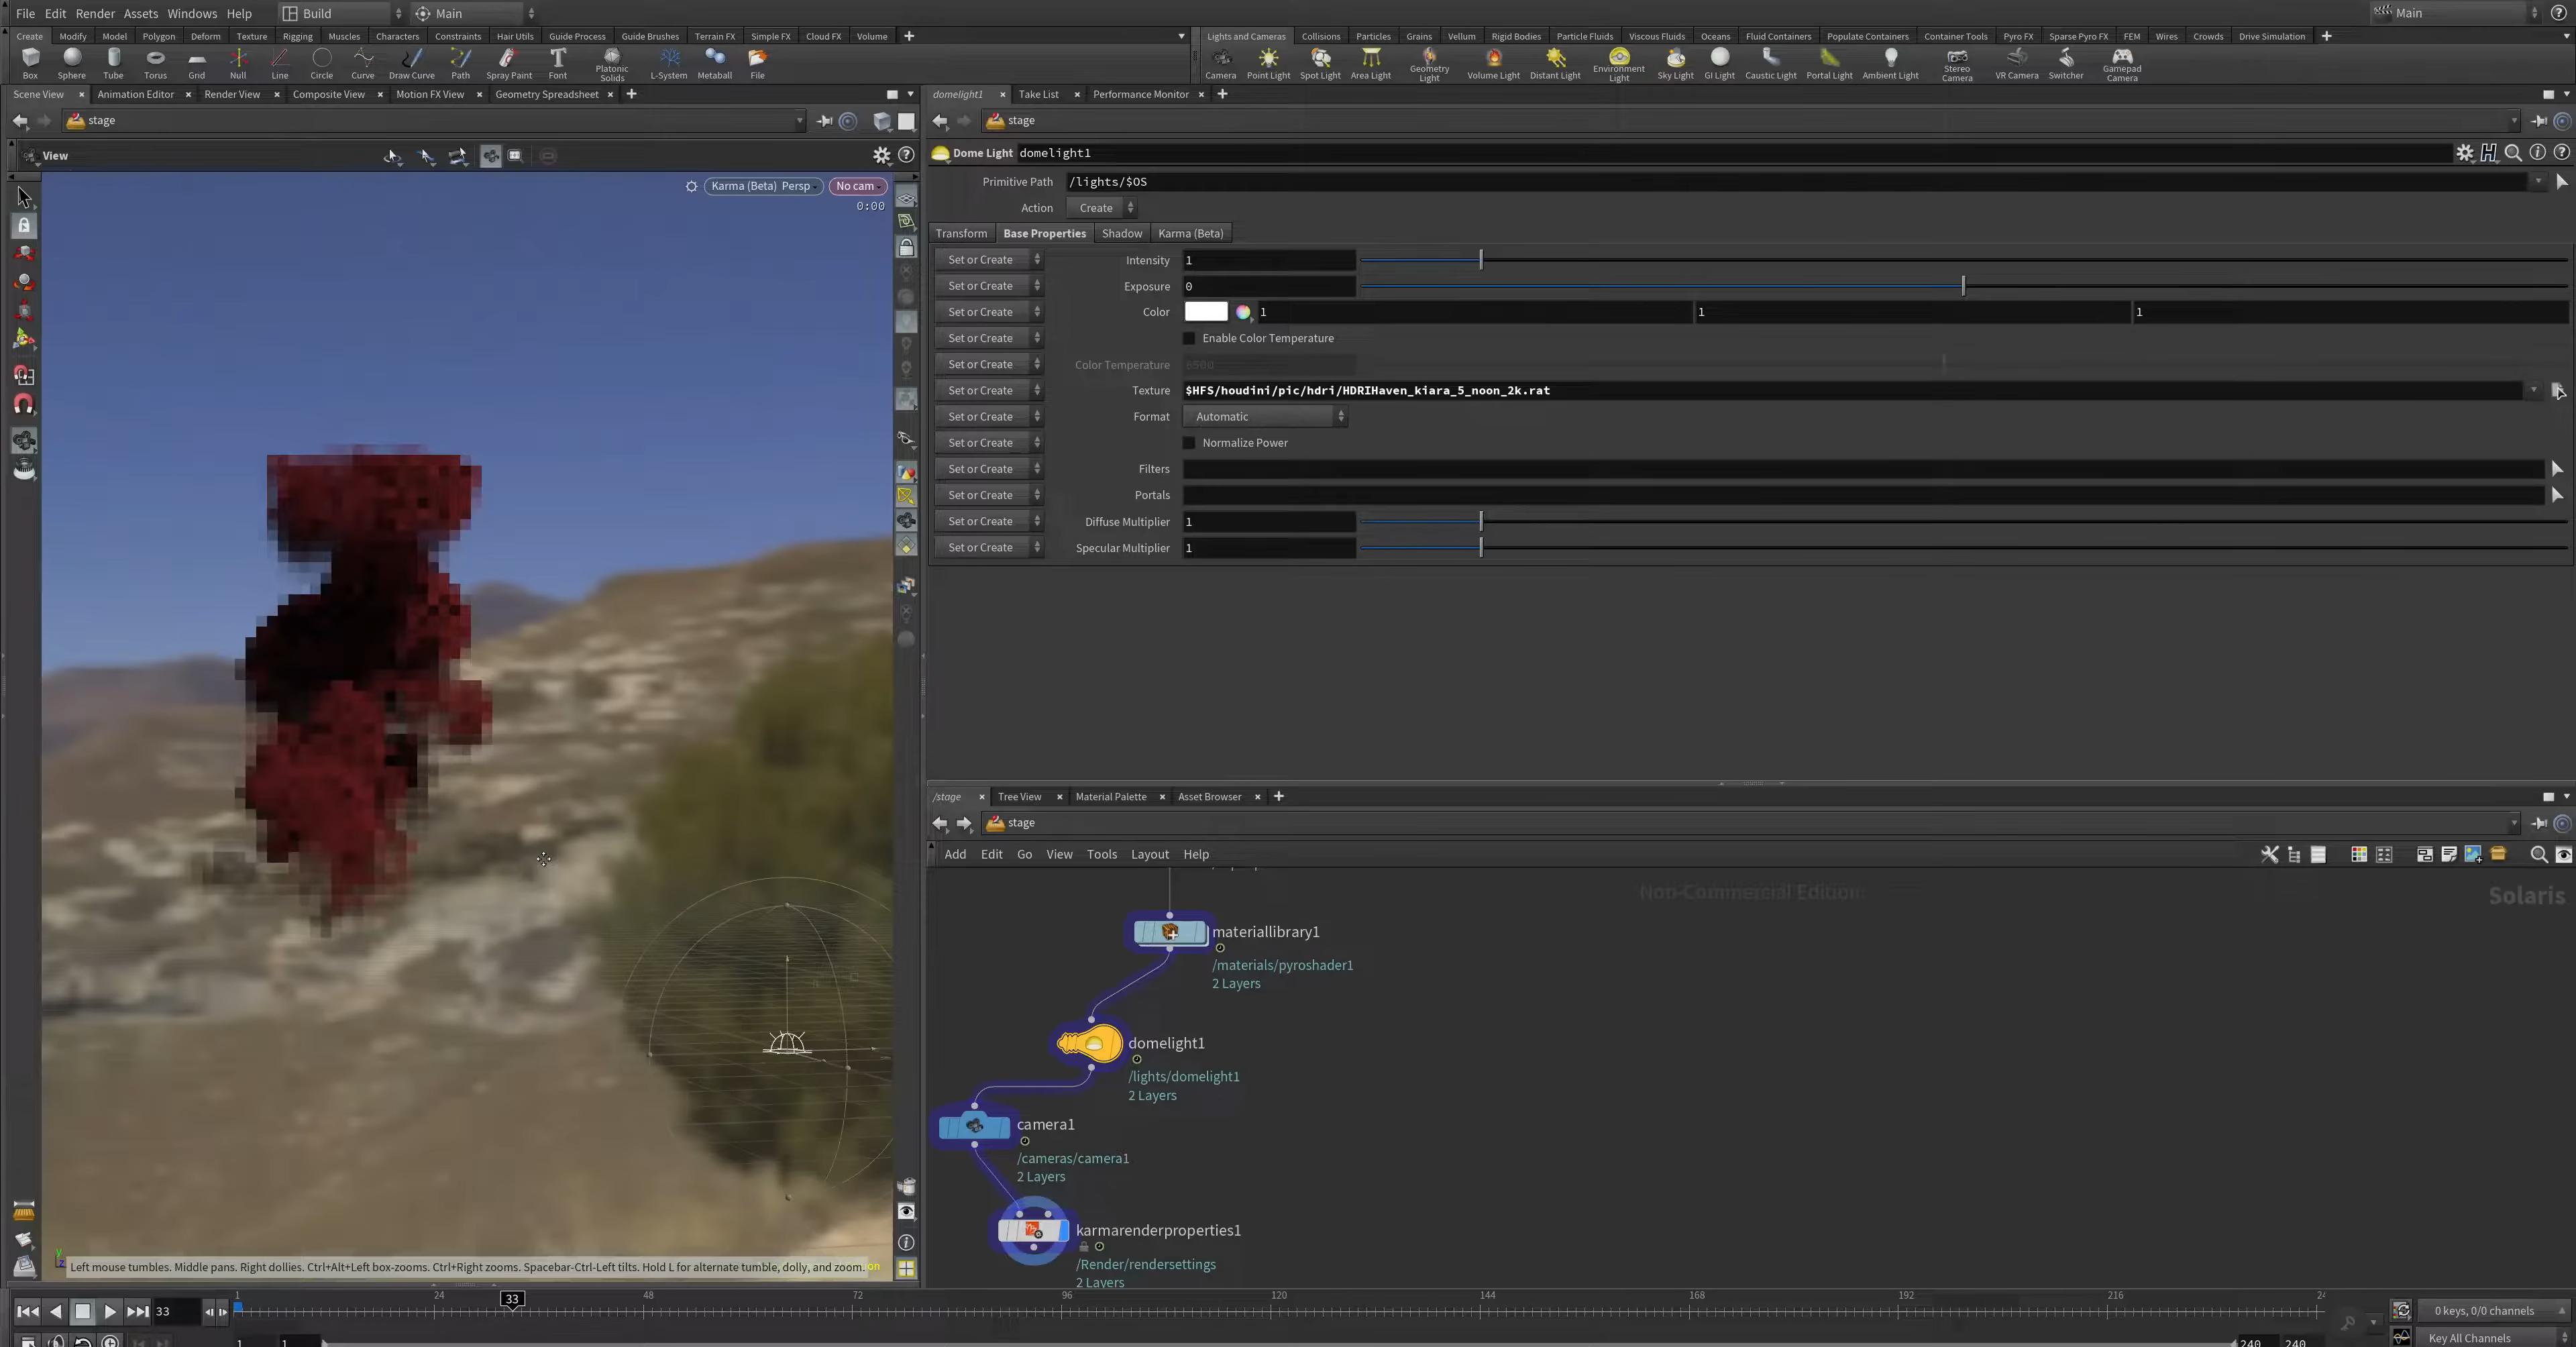 File Edit Render Assets Windows Help Build Main Main
Create Modify Model Polygon Deform Texture Rigging Muscles Characters Constraints Hair Utils Guide Process Guide Brushes Terrain FX Simple FX Cloud FX Volume
Lights and Cameras Collisions Particles Grains Vellum Rigid Bodies Particle Fluids Viscous Fluids Oceans Fluid Containers Populate Containers Container Tools Pyro FX Sparse Pyro FX FEM Wires Crowds Drive Simulation
Box Sphere Tube Torus Grid Null Line Circle Curve Draw Curve Path Spray Paint Font Platonic Solids L-System Metaball File
Camera Point Light Spot Light Area Light Geometry Light Volume Light Distant Light Environment Light Sky Light GI Light Caustic Light Portal Light Ambient Light Stereo Camera VR Camera Switcher Gamepad Camera
Scene View Animation Editor Render View Composite View Motion FX View Geometry Spreadsheet
domelight1 Take List Performance Monitor
stage
stage
View
Dome Light domelight1
Karma (Beta) Persp No cam
0:00
Primitive Path /lights/$OS
Action Create
Transform Base Properties Shadow Karma (Beta)
Set or Create Intensity 1
Set or Create Exposure 0
Set or Create Color 1 1 1
Set or Create Enable Color Temperature
Set or Create Color Temperature 6500
Set or Create Texture $HFS/houdini/pic/hdri/HDRIHaven_kiara_5_noon_2k.rat
Set or Create Format Automatic
Set or Create Normalize Power
Set or Create Filters
Set or Create Portals
Set or Create Diffuse Multiplier 1
Set or Create Specular Multiplier 1
/stage Tree View Material Palette Asset Browser
stage
Add Edit Go View Tools Layout Help
Non-Commercial Edition
Solaris
materiallibrary1
/materials/pyroshader1
2 Layers
domelight1
/lights/domelight1
2 Layers
camera1
/cameras/camera1
2 Layers
karmarenderproperties1
/Render/rendersettings
2 Layers
Left mouse tumbles. Middle pans. Right dollies. Ctrl+Alt+Left box-zooms. Ctrl+Right zooms. Spacebar-Ctrl-Left tilts. Hold L for alternate tumble, dolly, and zoom.
33 1 24 33 48 72 96 120 144 168 192 216
0 keys, 0/0 channels
1 1 240 240
Key All Channels